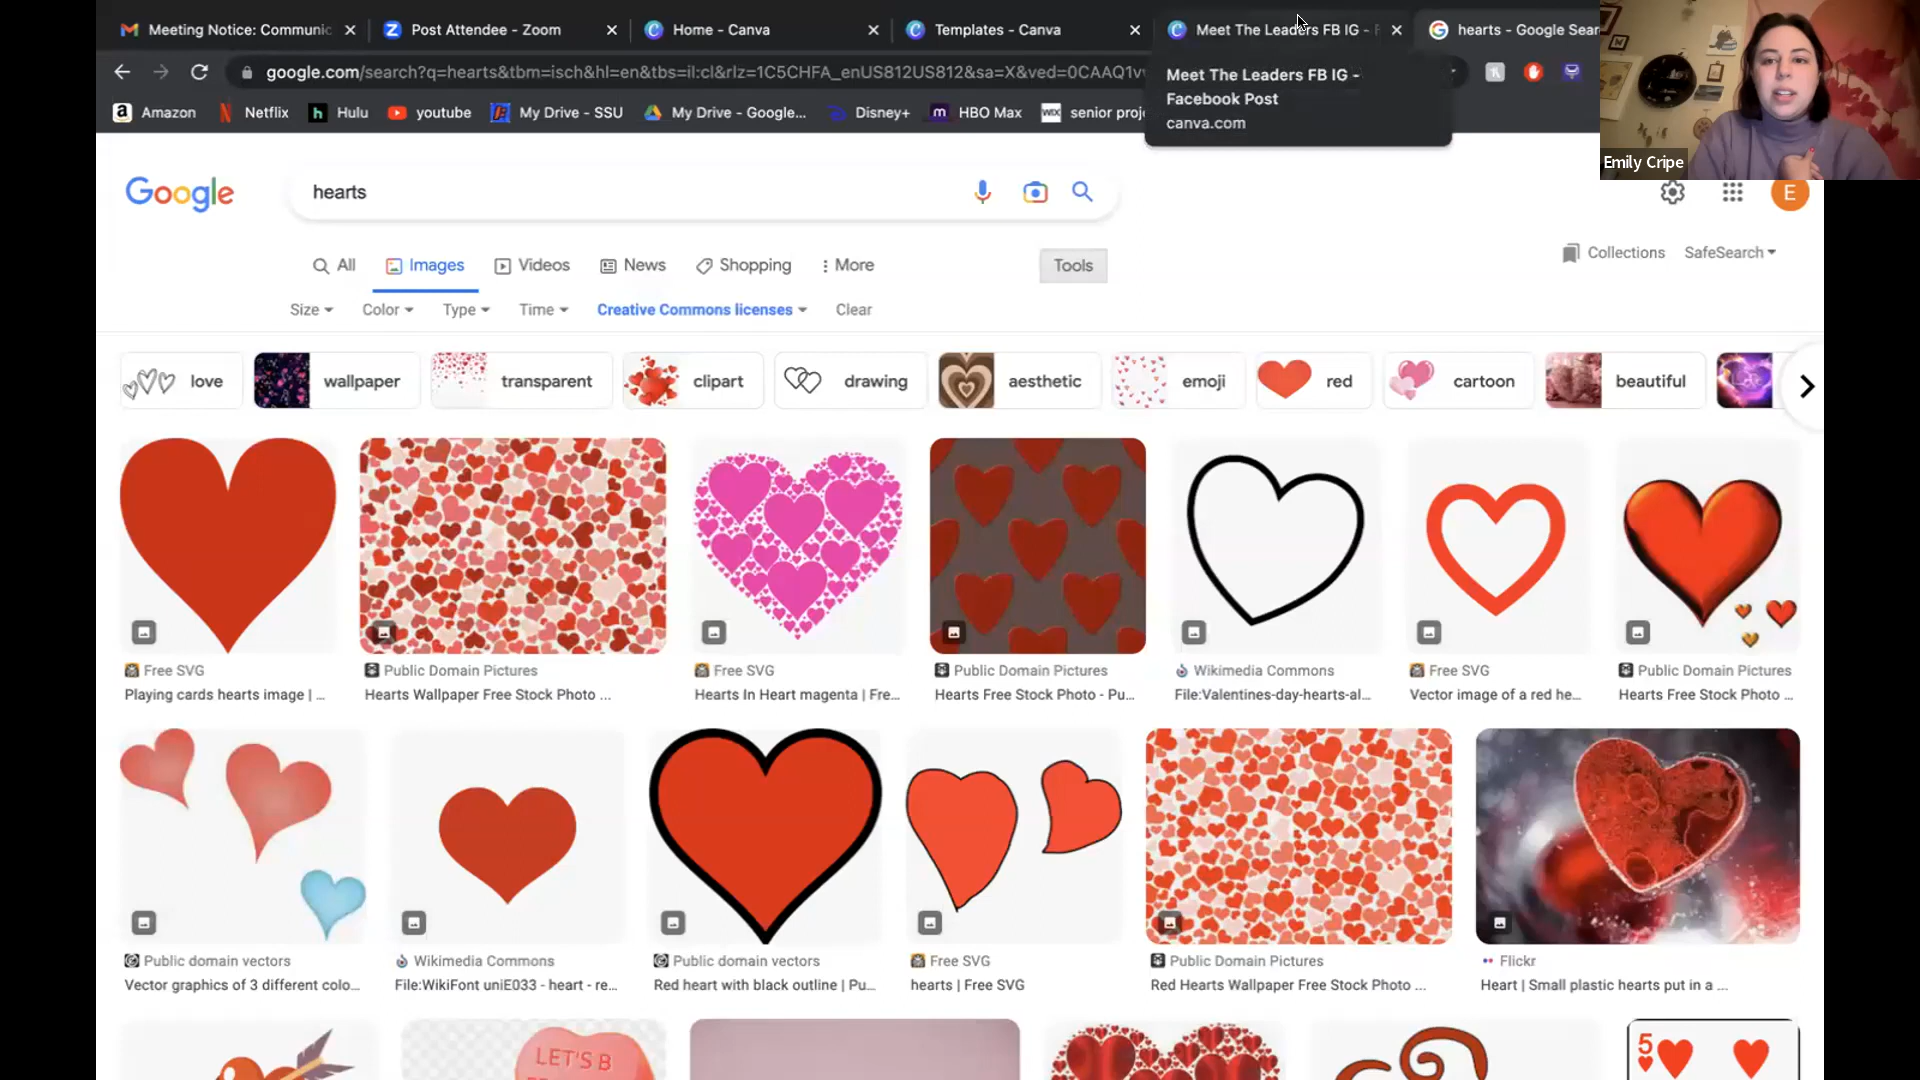 Meeting Notice: Communic
Post Attendee - Zoom
Home - Canva
Templates - Canva
Meet The Leaders FB IG - F
hearts - Google Sear
google.com/search?q=hearts&tbm=isch&hl=en&tbs=il:cl&rlz=1C5CHFA_enUS812US812&sa=X&ved=0CAAQ1v
Meet The Leaders FB IG -
Facebook Post
canva.com
Amazon
Netflix
Hulu
youtube
My Drive - SSU
My Drive - Google...
Disney+
HBO Max
WIX
senior proj
Emily Cripe
Google
hearts
E
All
Images
Videos
News
Shopping
More
Tools
Collections
SafeSearch
Size
Color
Type
Time
Creative Commons licenses
Clear
love
wallpaper
transparent
clipart
drawing
aesthetic
emoji
red
cartoon
beautiful
Free SVG
Playing cards hearts image | ...
Public Domain Pictures
Hearts Wallpaper Free Stock Photo ...
Free SVG
Hearts In Heart magenta | Fre...
Public Domain Pictures
Hearts Free Stock Photo - Pu...
Wikimedia Commons
File:Valentines-day-hearts-al...
Free SVG
Vector image of a red he...
Public Domain Pictures
Hearts Free Stock Photo ...
Public domain vectors
Vector graphics of 3 different colo...
Wikimedia Commons
File:WikiFont uniE033 - heart - re...
Public domain vectors
Red heart with black outline | Pu...
Free SVG
hearts | Free SVG
Public Domain Pictures
Red Hearts Wallpaper Free Stock Photo ...
Flickr
Heart | Small plastic hearts put in a ...
LET'S B
5